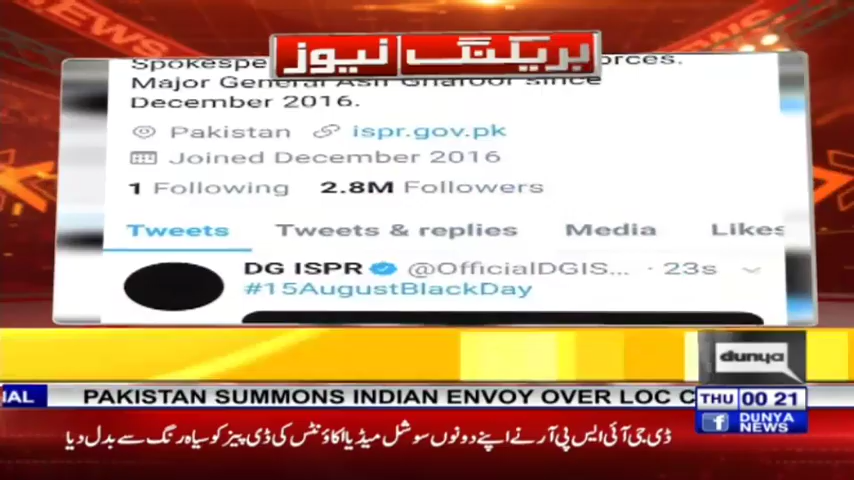 NEWS
بریکنگ نیوز
Major General Asif Ghafoor since
December 2016.
Pakistan ispr.gov.pk
Joined December 2016
1 Following 2.8M Followers
Tweets Tweets & replies Media Likes
DG ISPR @OfficialDGIS... · 23s
#15AugustBlackDay
dunya
IAL PAKISTAN SUMMONS INDIAN ENVOY OVER LOC C
THU 00 21
f DUNYA NEWS
ڈی جی آئی ایس پی آر نے اپنے دونوں سوشل میڈیا اکاؤنٹس کی ڈی پیز کو سیاہ رنگ سے بدل دیا